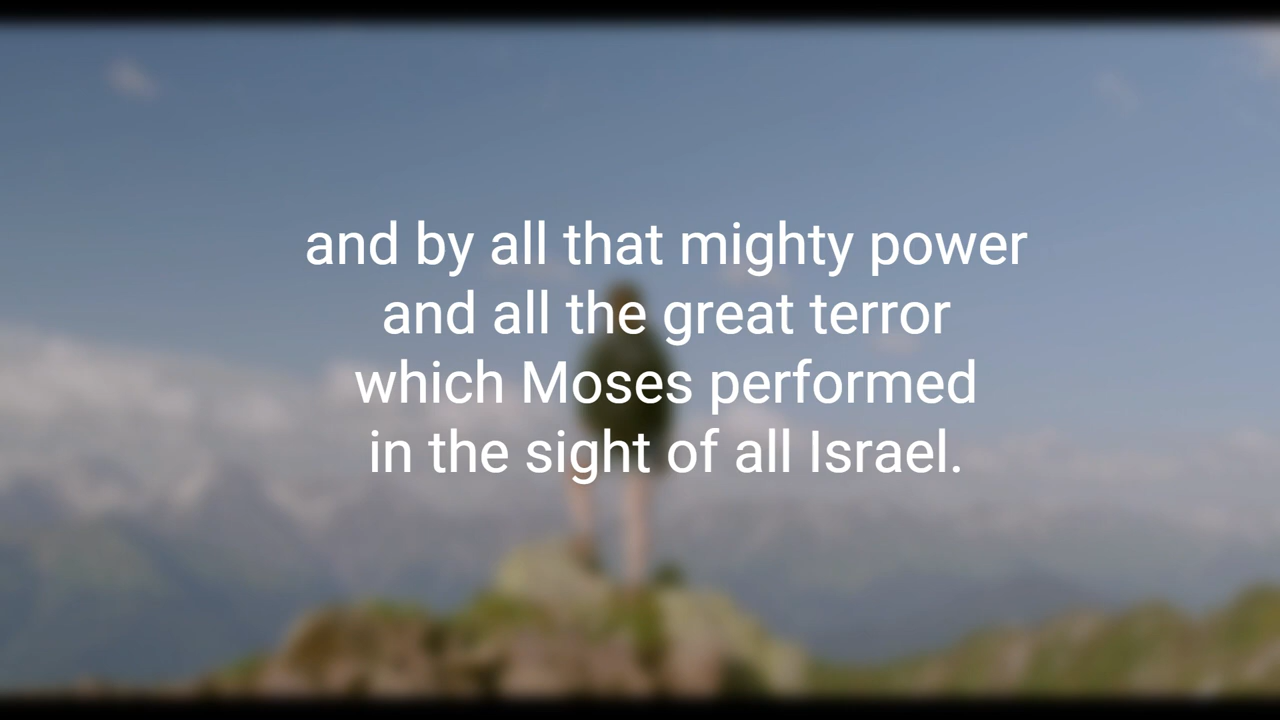 and by all that mighty power
and all the great terror
which Moses performed
in the sight of all Israel.